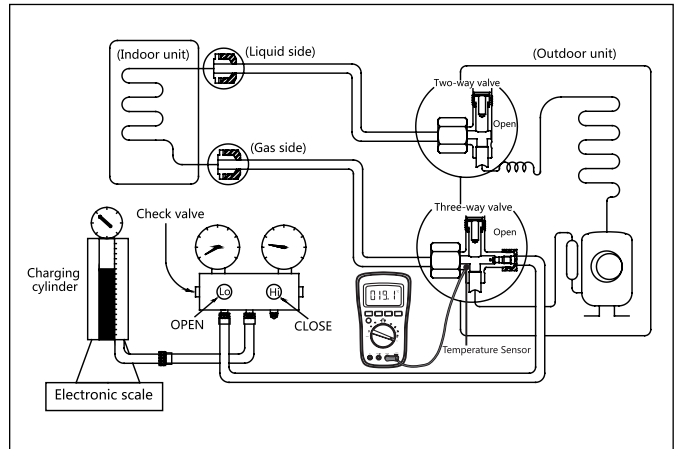 (Indoor unit)
(Liquid side)
(Outdoor unit)
Two-way valve
Open
(Gas side)
Three-way valve
Open
Check valve
Charging
cylinder
Lo
Hi
OPEN
CLOSE
019.1
Temperature Sensor
Electronic scale